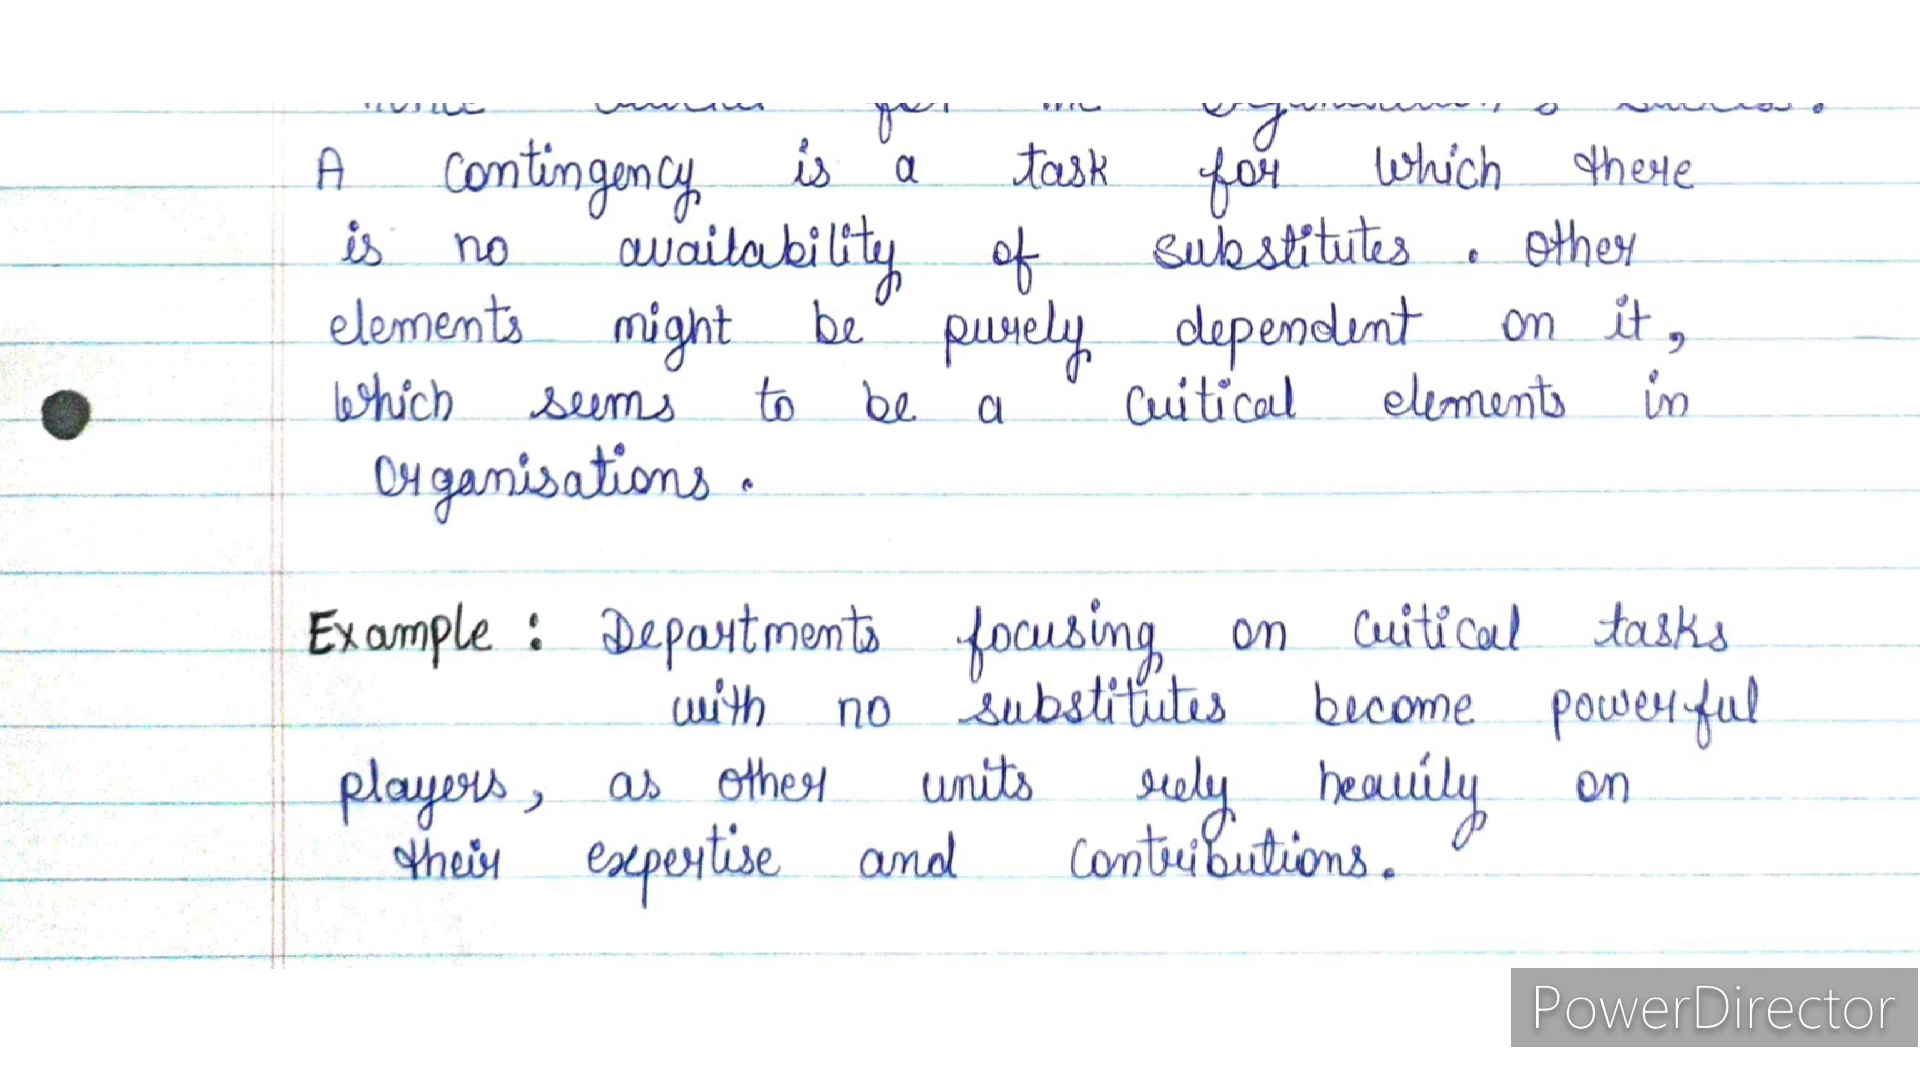 for
A contingency is a task for which there
is no availability of substitutes. Other
elements might be purely dependent on it,
which seems to be a critical elements in
organisations.
Example : Departments focusing on critical tasks
with no substitutes become powerful
players, as other units rely heavily on
their expertise and contributions.
PowerDirector